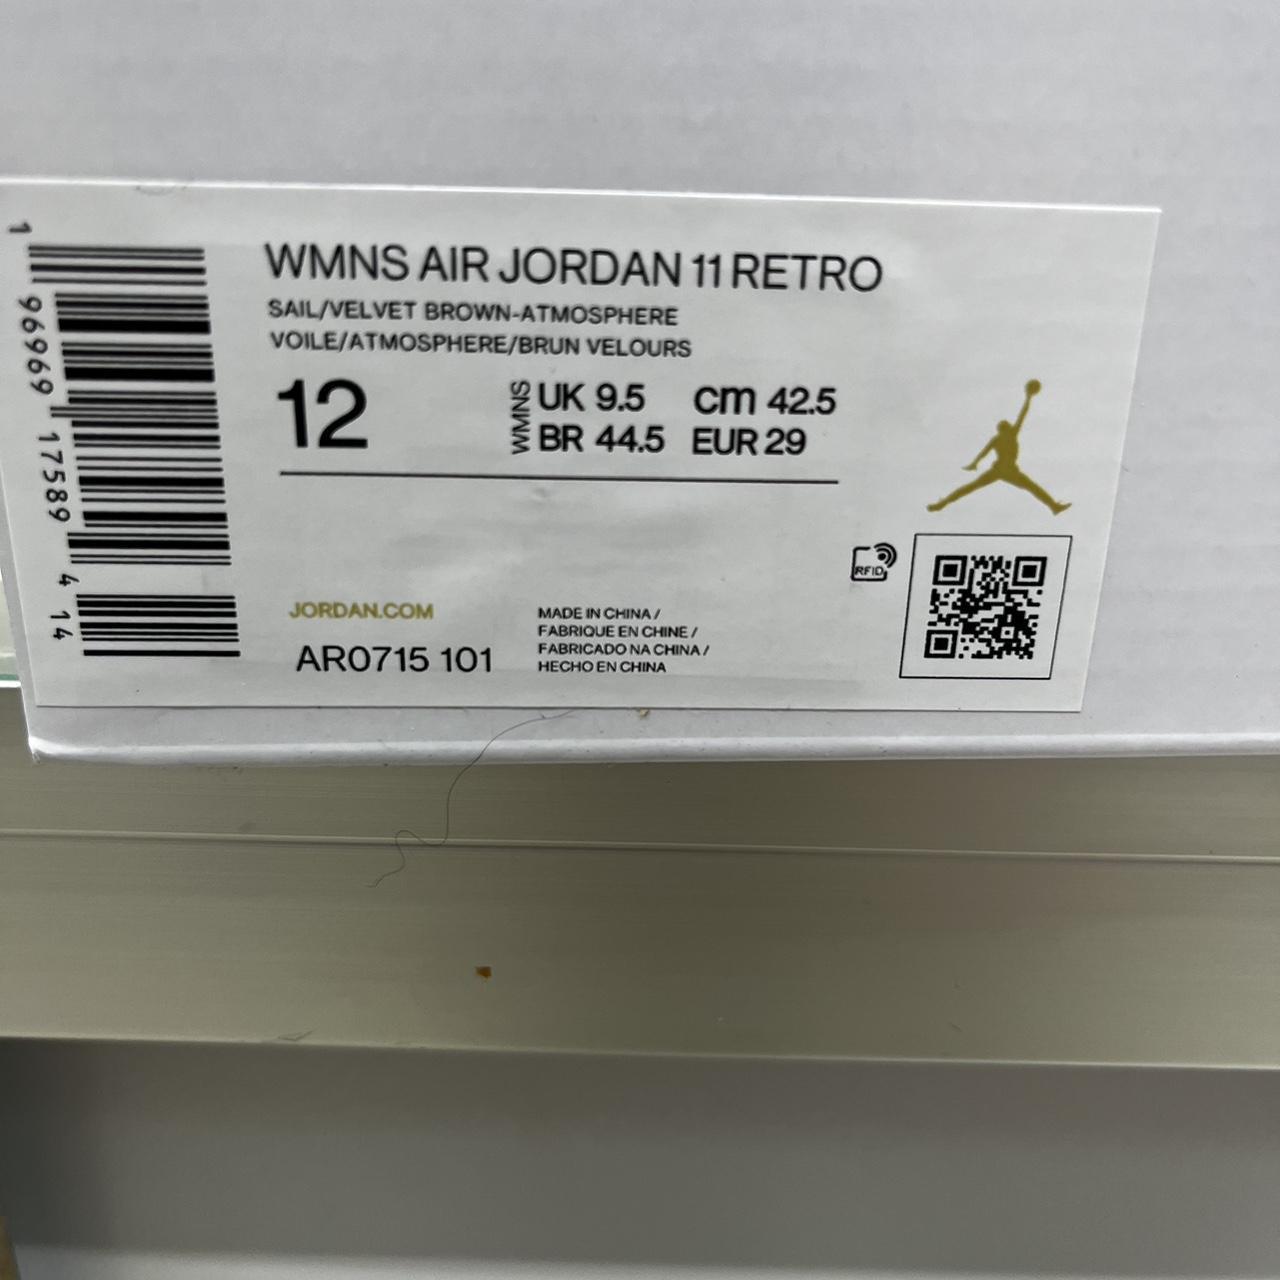 WMNS AIR JORDAN 11 RETRO
SAIL/VELVET BROWN-ATMOSPHERE
VOILE/ATMOSPHERE/BRUN VELOURS
12
WMNS
UK 9.5 cm 42.5
BR 44.5 EUR 29
RFID
JORDAN.COM
AR0715 101
MADE IN CHINA /
FABRIQUE EN CHINE /
FABRICADO NA CHINA /
HECHO EN CHINA
1 96969 17589 4 14